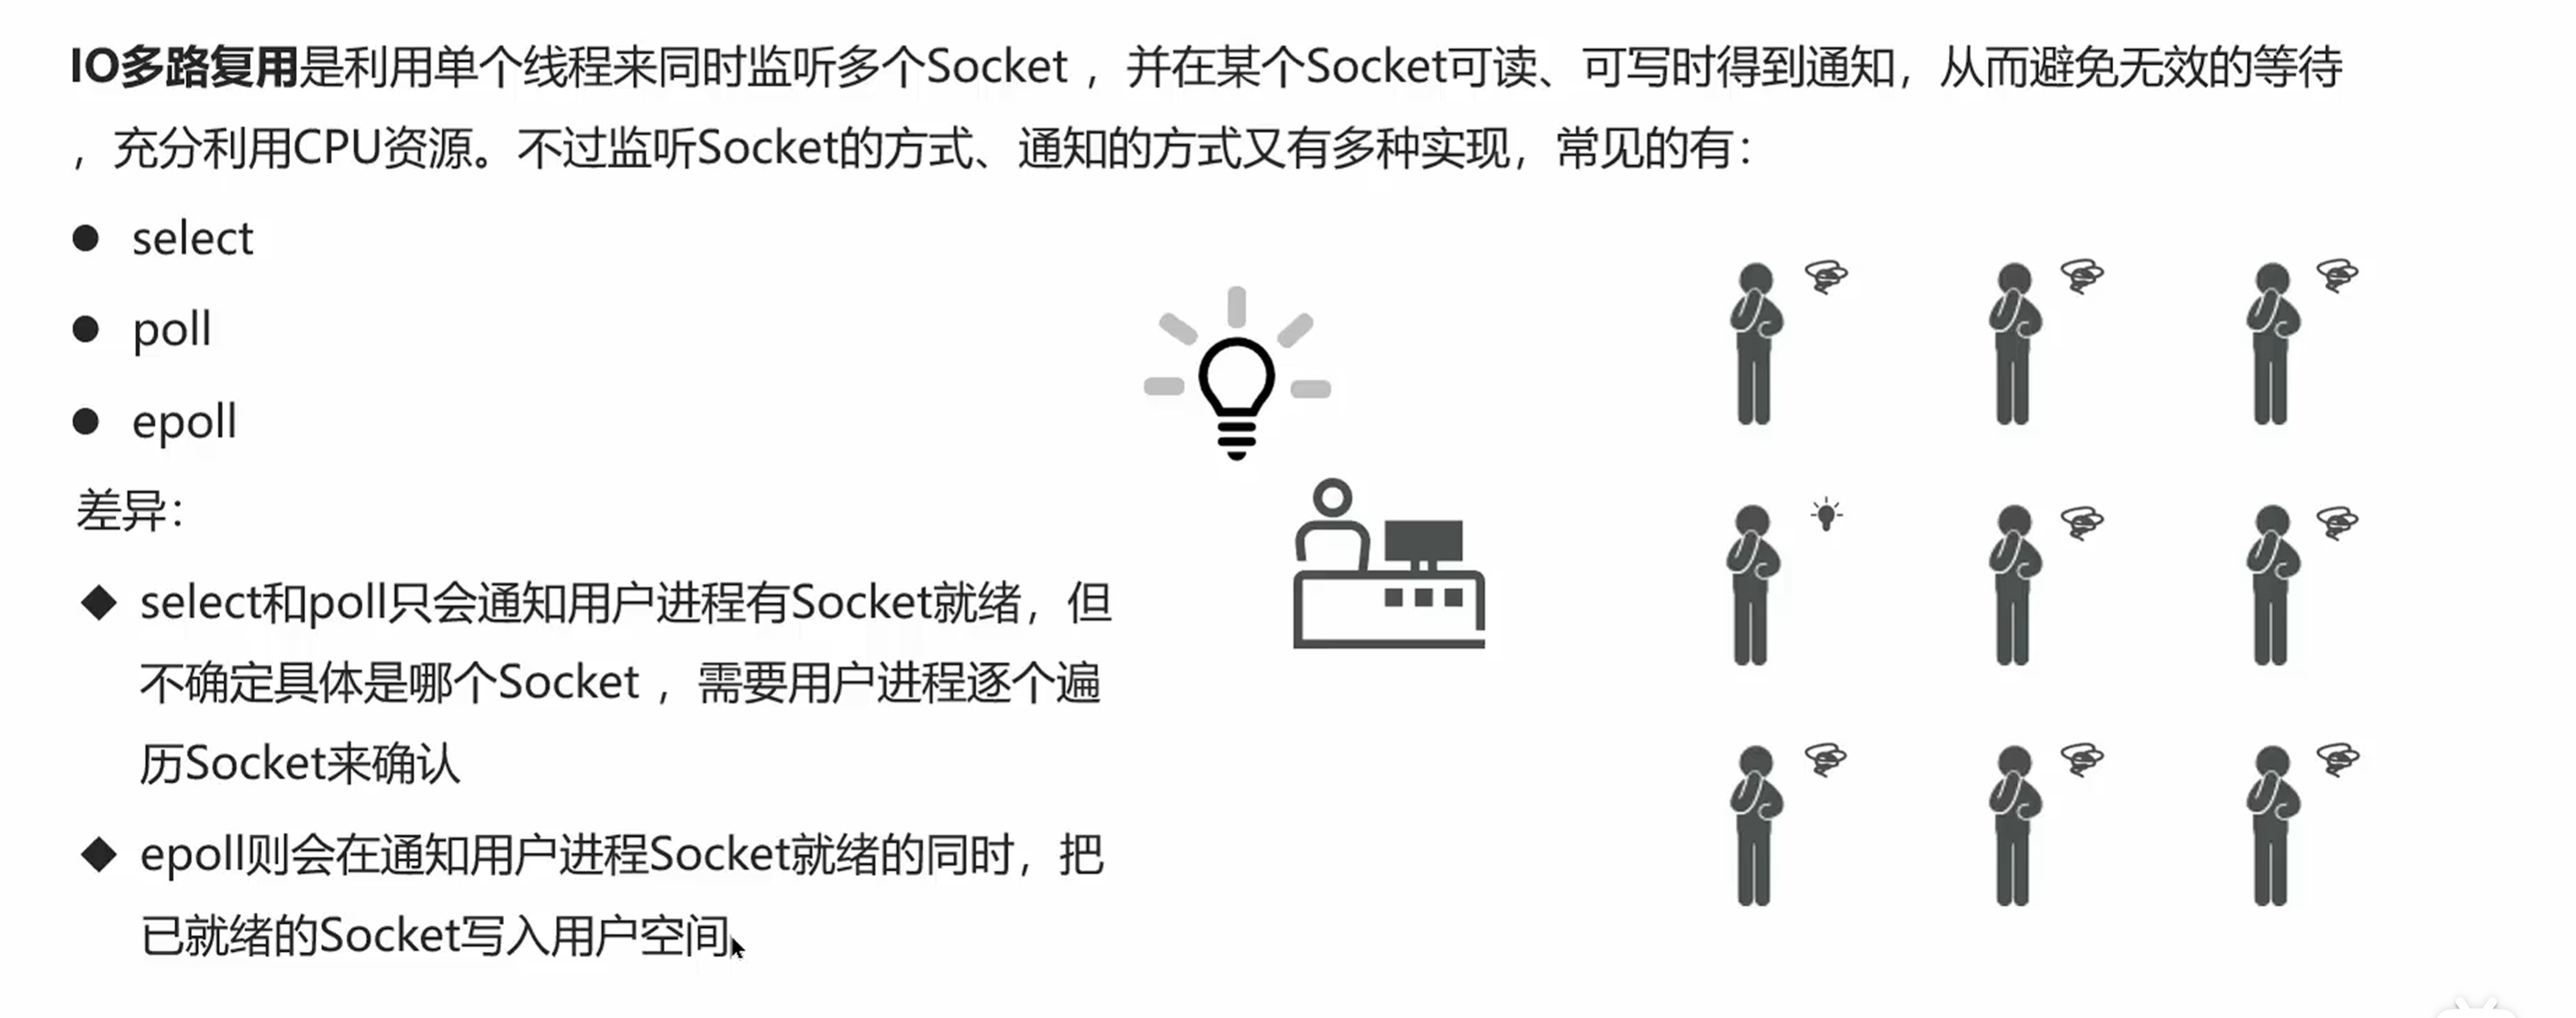 IO多路复用是利用单个线程来同时监听多个Socket ，并在某个Socket可读、可写时得到通知，从而避免无效的等待
，充分利用CPU资源。不过监听Socket的方式、通知的方式又有多种实现，常见的有：
● select
● poll
● epoll
差异：
◆ select和poll只会通知用户进程有Socket就绪，但
不确定具体是哪个Socket ，需要用户进程逐个遍
历Socket来确认
◆ epoll则会在通知用户进程Socket就绪的同时，把
已就绪的Socket写入用户空间